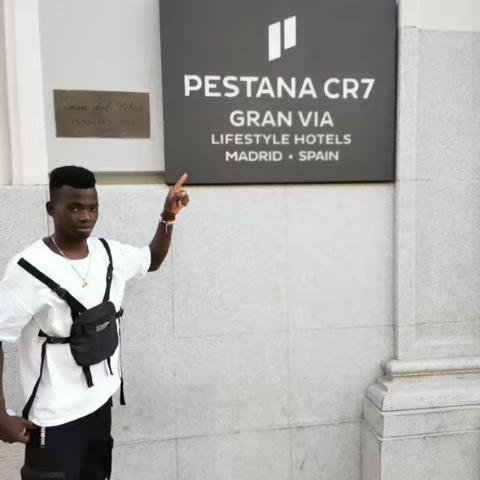 PESTANA CR7
GRAN VIA
LIFESTYLE HOTELS
MADRID • SPAIN